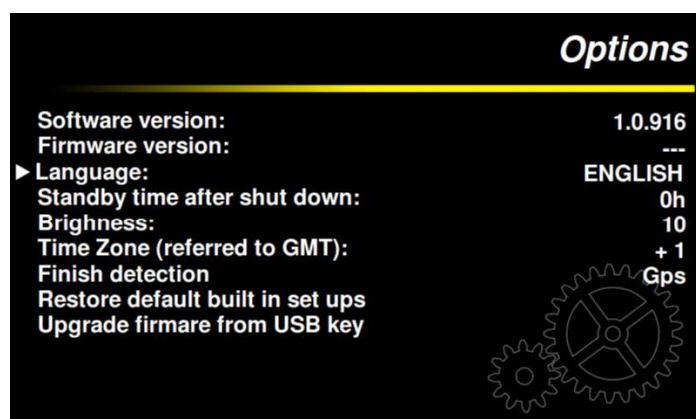 Options
Software version: 1.0.916
Firmware version: ---
Language: ENGLISH
Standby time after shut down: 0h
Brighness: 10
Time Zone (referred to GMT): + 1
Finish detection Gps
Restore default built in set ups
Upgrade firmare from USB key